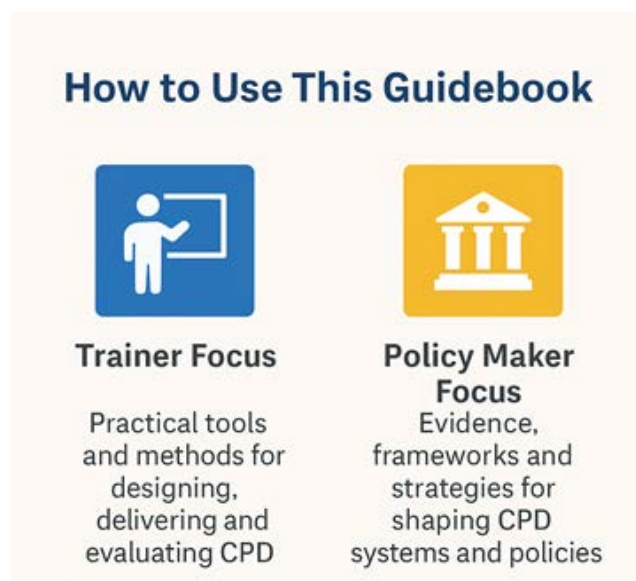 How to Use This Guidebook
Trainer Focus
Practical tools
and methods for
designing,
delivering and
evaluating CPD
Policy Maker
Focus
Evidence,
frameworks and
strategies for
shaping CPD
systems and policies